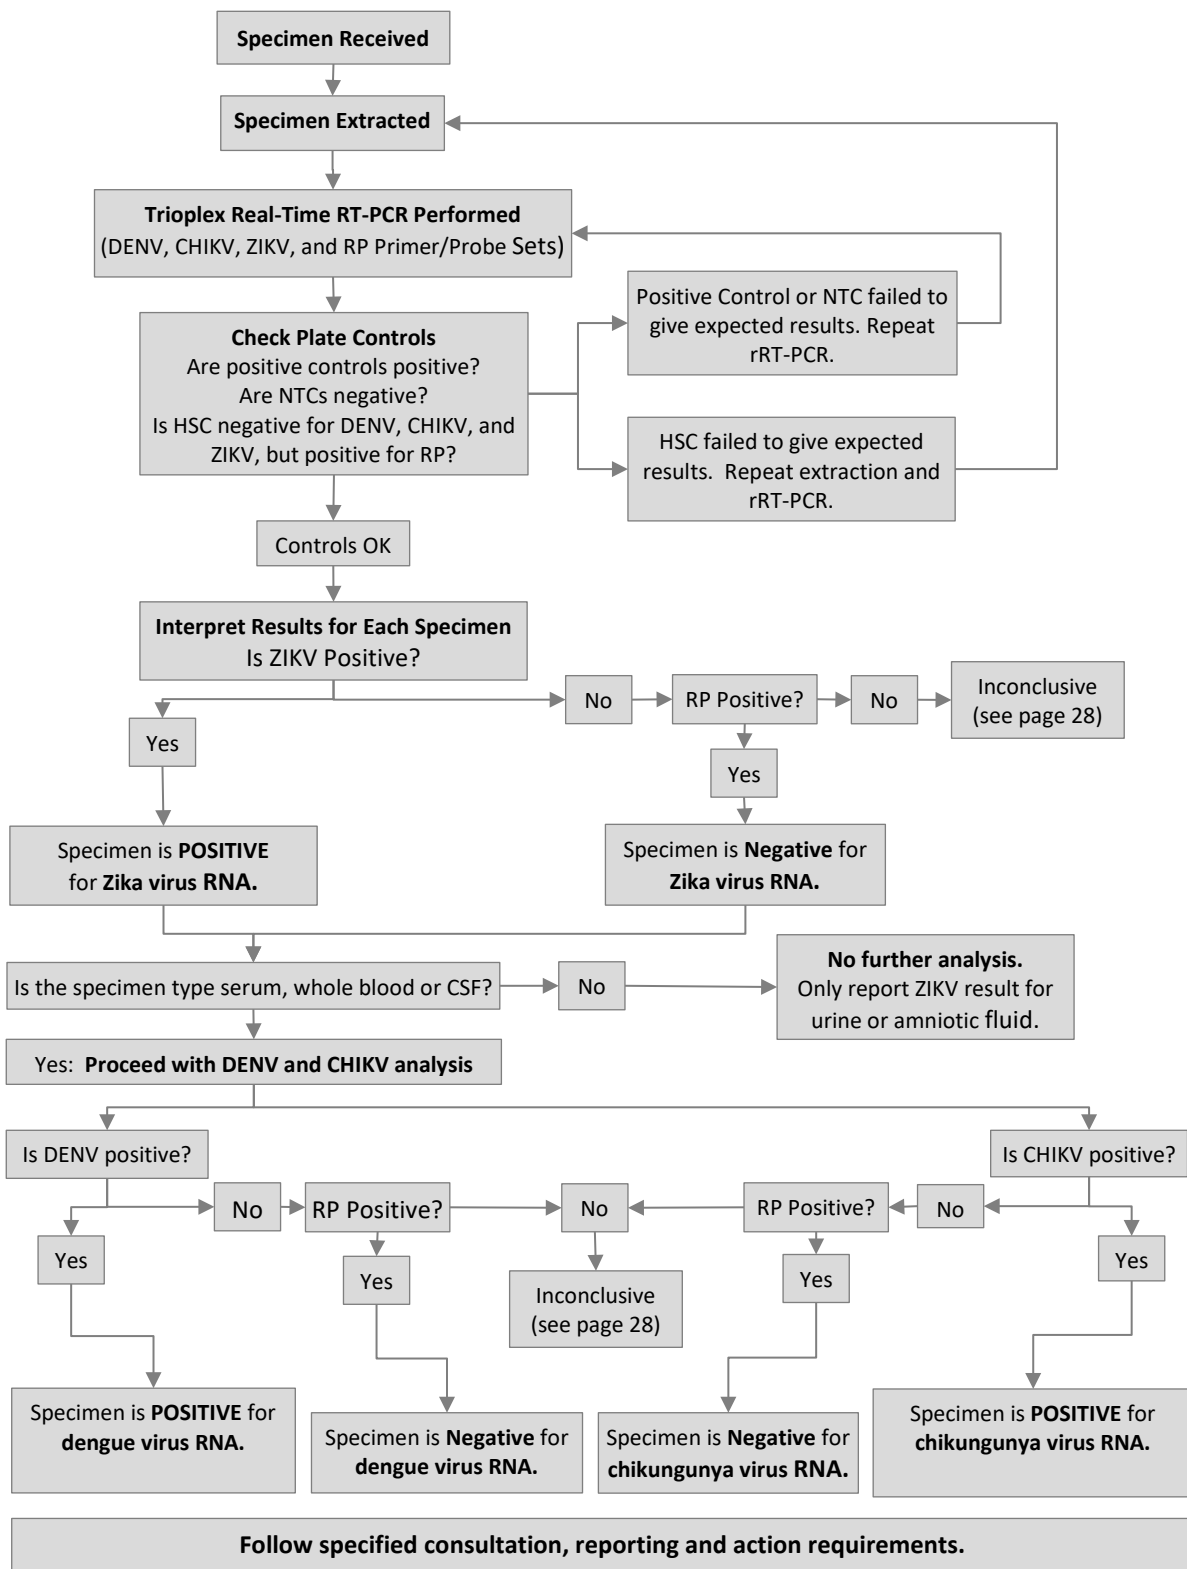 Specimen Received
Specimen Extracted
Trioplex Real-Time RT-PCR Performed
(DENV, CHIKV, ZIKV, and RP Primer/Probe Sets)
Positive Control or NTC failed to
give expected results. Repeat
rRT-PCR.
Check Plate Controls
Are positive controls positive?
Are NTCs negative?
Is HSC negative for DENV, CHIKV, and
ZIKV, but positive for RP?
HSC failed to give expected
results.  Repeat extraction and
rRT-PCR.
Controls OK
Interpret Results for Each Specimen
Is ZIKV Positive?
No
RP Positive?
No
Inconclusive
(see page 28)
Yes
Yes
Specimen is POSITIVE
for Zika virus RNA.
Specimen is Negative for
Zika virus RNA.
Is the specimen type serum, whole blood or CSF?
No
No further analysis.
Only report ZIKV result for
urine or amniotic fluid.
Yes:  Proceed with DENV and CHIKV analysis
Is DENV positive?
Is CHIKV positive?
No
RP Positive?
No
RP Positive?
No
Yes
Yes
Inconclusive
(see page 28)
Yes
Yes
Specimen is POSITIVE for
dengue virus RNA.
Specimen is Negative for
dengue virus RNA.
Specimen is Negative for
chikungunya virus RNA.
Specimen is POSITIVE for
chikungunya virus RNA.
Follow specified consultation, reporting and action requirements.